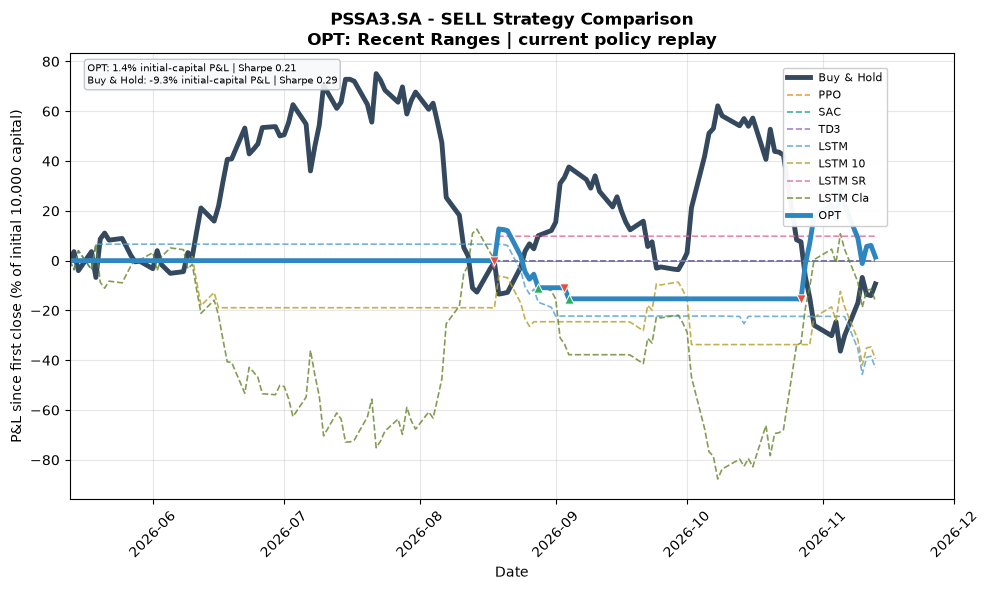 PSSA3.SA - SELL Strategy Comparison
OPT: Recent Ranges | current policy replay
OPT: 1.4% initial-capital P&L | Sharpe 0.21
Buy & Hold: -9.3% initial-capital P&L | Sharpe 0.29
Buy & Hold
PPO
SAC
TD3
LSTM
LSTM 10
LSTM SR
LSTM Cla
OPT
P&L since first close (% of initial 10,000 capital)
80
60
40
20
0
−20
−40
−60
−80
2026-06
2026-07
2026-08
2026-09
2026-10
2026-11
2026-12
Date